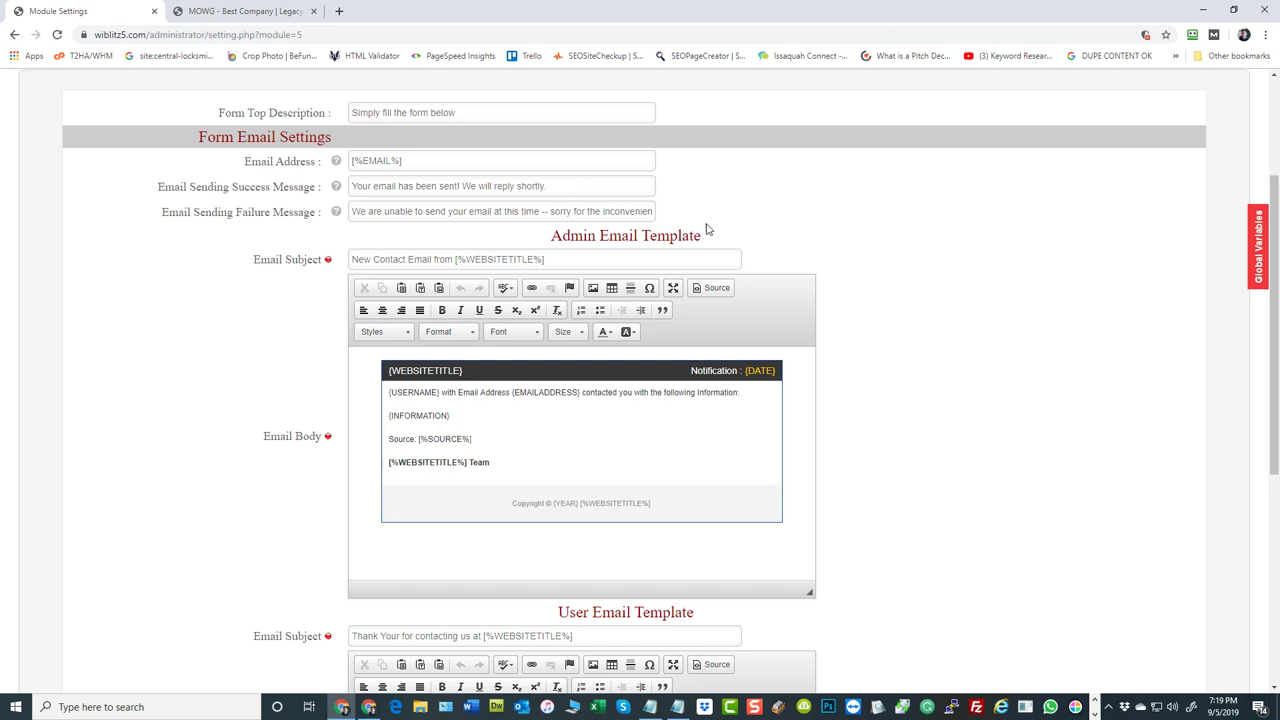 Module Settings
MOWG - Best Company | Legacy
wiblitz5.com/administrator/setting.php?module=5
Apps T2HA/WHM site:central-locksmi... Crop Photo | BeFun... HTML Validator PageSpeed Insights Trello SEOSiteCheckup | S... SEOPageCreator | S... Issaquah Connect -... What is a Pitch Dec... (3) Keyword Resear... DUPE CONTENT OK » Other bookmarks
Form Top Description : Simply fill the form below
Form Email Settings
Email Address : [%EMAIL%]
Email Sending Success Message : Your email has been sent! We will reply shortly.
Email Sending Failure Message : We are unable to send your email at this time -- sorry for the inconvenien
Admin Email Template
Global Variables
Email Subject New Contact Email from [%WEBSITETITLE%]
Source
Styles Format Font Size
{WEBSITETITLE} Notification : {DATE}
{USERNAME} with Email Address {EMAILADDRESS} contacted you with the following Information:
{INFORMATION}
Email Body
Source: [%SOURCE%]
[%WEBSITETITLE%] Team
Copyright © {YEAR} [%WEBSITETITLE%]
User Email Template
Email Subject Thank Your for contacting us at [%WEBSITETITLE%]
Source
Type here to search
7:19 PM
9/5/2019